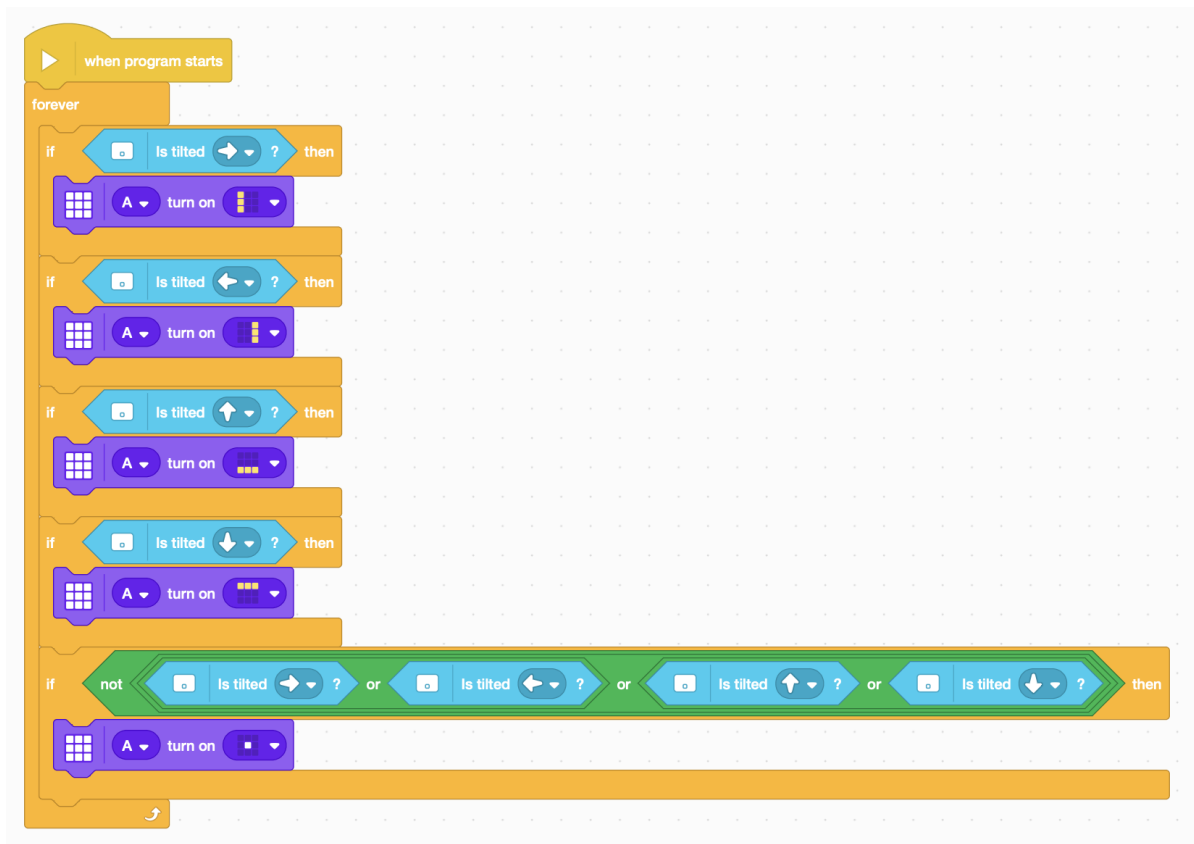 when program starts
forever
if Is tilted ? then
A turn on
if Is tilted ? then
A turn on
if Is tilted ? then
A turn on
if Is tilted ? then
A turn on
if not Is tilted ? or Is tilted ? or Is tilted ? or Is tilted ? then
A turn on